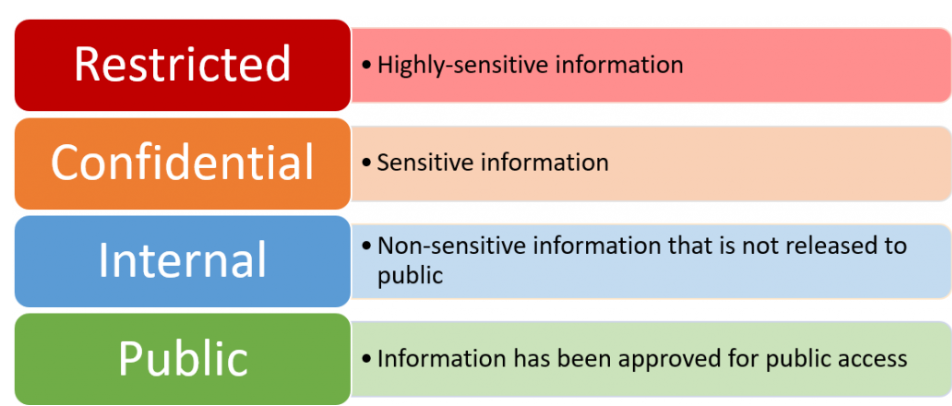 Restricted
• Highly-sensitive information
Confidential
• Sensitive information
Internal
• Non-sensitive information that is not released to
public
Public
• Information has been approved for public access